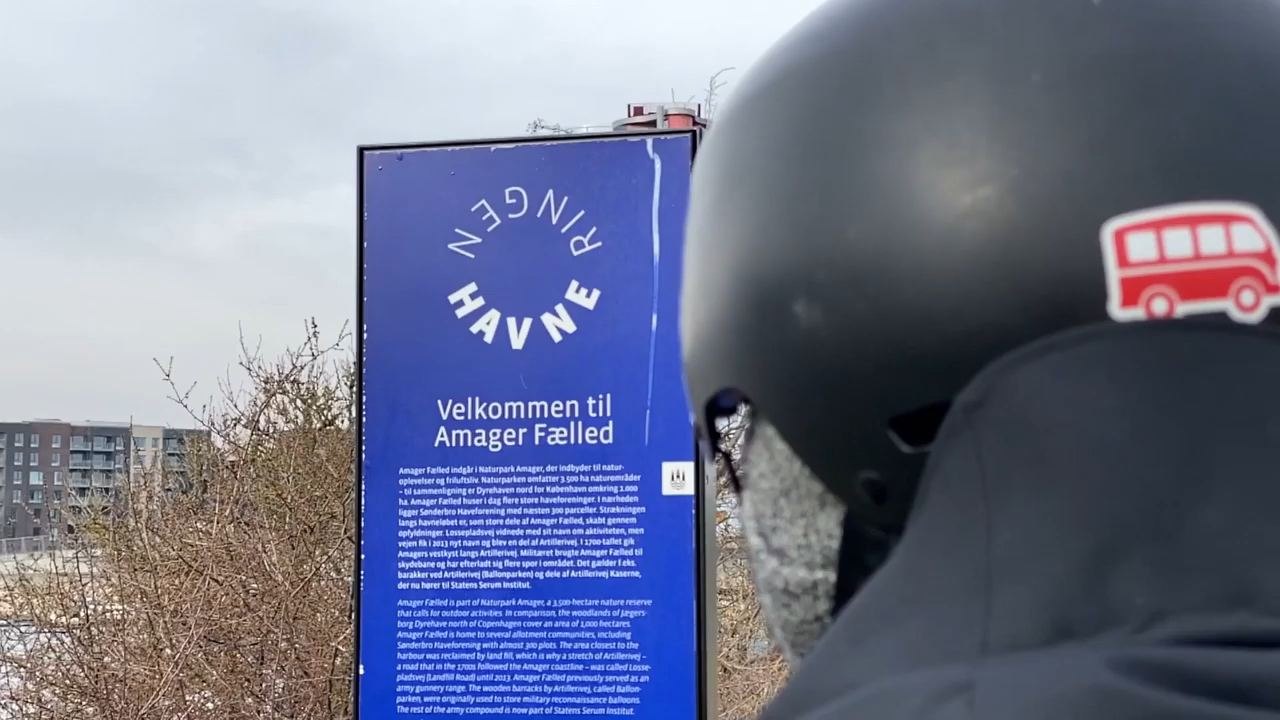 RINGEN
HAVNE
Velkommen til
Amager Fælled
Amager Fælled indgår i Naturpark Amager, der indbyder til natur-
oplevelser og friluftsliv. Naturparken omfatter 3.500 ha naturområder
– til sammenligning er Dyrehaven nord for København omkring 1.000
ha. Amager Fælled huser i dag flere store haveforeninger. I nærheden
ligger Sønderbro Haveforening med næsten 300 parceller. Strækningen
langs havneløbet er, som store dele af Amager Fælled, skabt gennem
opfyldninger. Lossepladsvej vidnede med sit navn om aktiviteten, men
vejen fik i 2013 nyt navn og blev en del af Artillerivej. I 1700-tallet gik
Amagers vestkyst langs Artillerivej. Militæret brugte Amager Fælled til
skydebane og har efterladt sig flere spor i området. Det gælder f.eks.
barakker ved Artillerivej (Ballonparken) og dele af Artillerivej Kaserne,
der nu hører til Statens Serum Institut.
Amager Fælled is part of Naturpark Amager, a 3,500-hectare nature reserve
that calls for outdoor activities. In comparison, the woodlands of Jægers-
borg Dyrehave north of Copenhagen cover an area of 1,000 hectares.
Amager Fælled is home to several allotment communities, including
Sønderbro Haveforening with almost 300 plots. The area closest to the
harbour was reclaimed by land fill, which is why a stretch of Artillerivej –
a road that in the 1700s followed the Amager coastline – was called Losse-
pladsvej (Landfill Road) until 2013. Amager Fælled previously served as an
army gunnery range. The wooden barracks by Artillerivej, called Ballon-
parken, were originally used to store military reconnaissance balloons.
The rest of the army compound is now part of Statens Serum Institut.